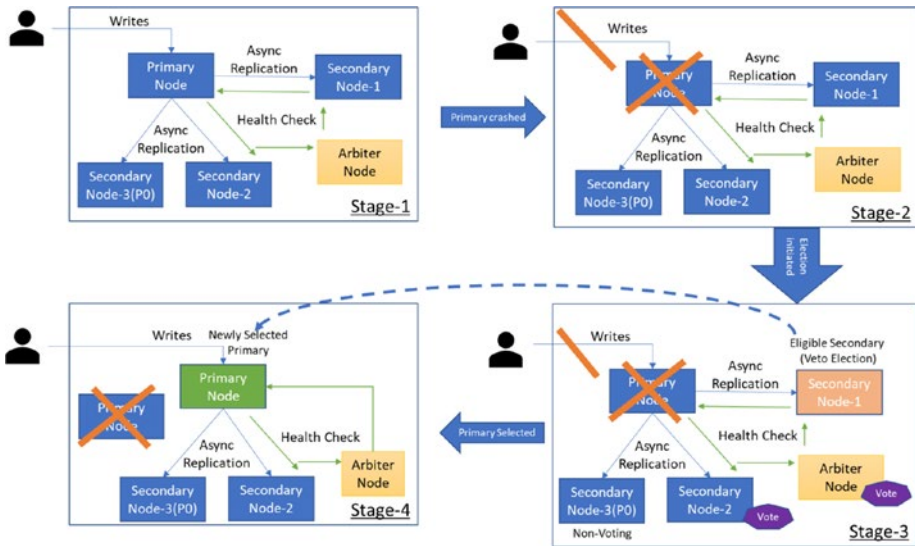 Writes
Primary
Node
Async
Replication
Secondary
Node-1
Health Check
Async
Replication
Arbiter
Node
Secondary
Node-3(P0)
Secondary
Node-2
Stage-1
Primary crashed
Writes
Primary
Node
Async
Replication
Secondary
Node-1
Health Check
Async
Replication
Arbiter
Node
Secondary
Node-3(P0)
Secondary
Node-2
Stage-2
Election
initiated
Writes
Primary
Node
Async
Replication
Eligible Secondary
(Veto Election)
Secondary
Node-1
Health Check
Async
Replication
Arbiter
Node
Vote
Secondary
Node-3(P0)
Non-Voting
Secondary
Node-2
Vote
Stage-3
Primary Selected
Writes
Newly Selected
Primary
Primary
Node
Primary
Node
Async
Replication
Health Check
Arbiter
Node
Secondary
Node-3(P0)
Secondary
Node-2
Stage-4